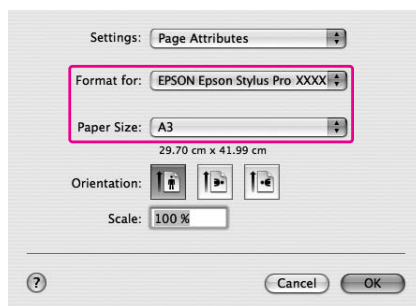 Settings: Page Attributes
Format for: EPSON Epson Stylus Pro XXXX
Paper Size: A3
29.70 cm x 41.99 cm
Orientation:
Scale: 100 %
? Cancel OK